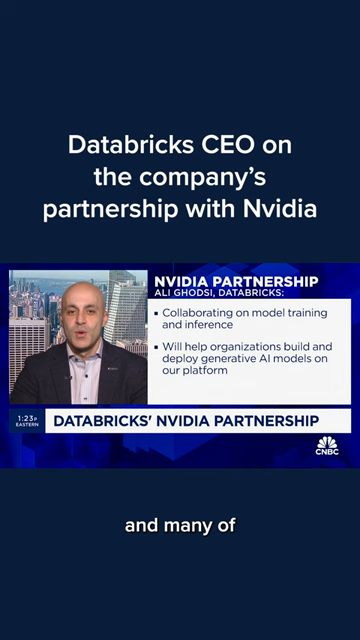 Databricks CEO on
the company’s
partnership with Nvidia
NVIDIA PARTNERSHIP
ALI GHODSI, DATABRICKS:
▪ Collaborating on model training
and inference
▪ Will help organizations build and
deploy generative AI models on
our platform
1:23P
EASTERN
DATABRICKS' NVIDIA PARTNERSHIP
CNBC
and many of